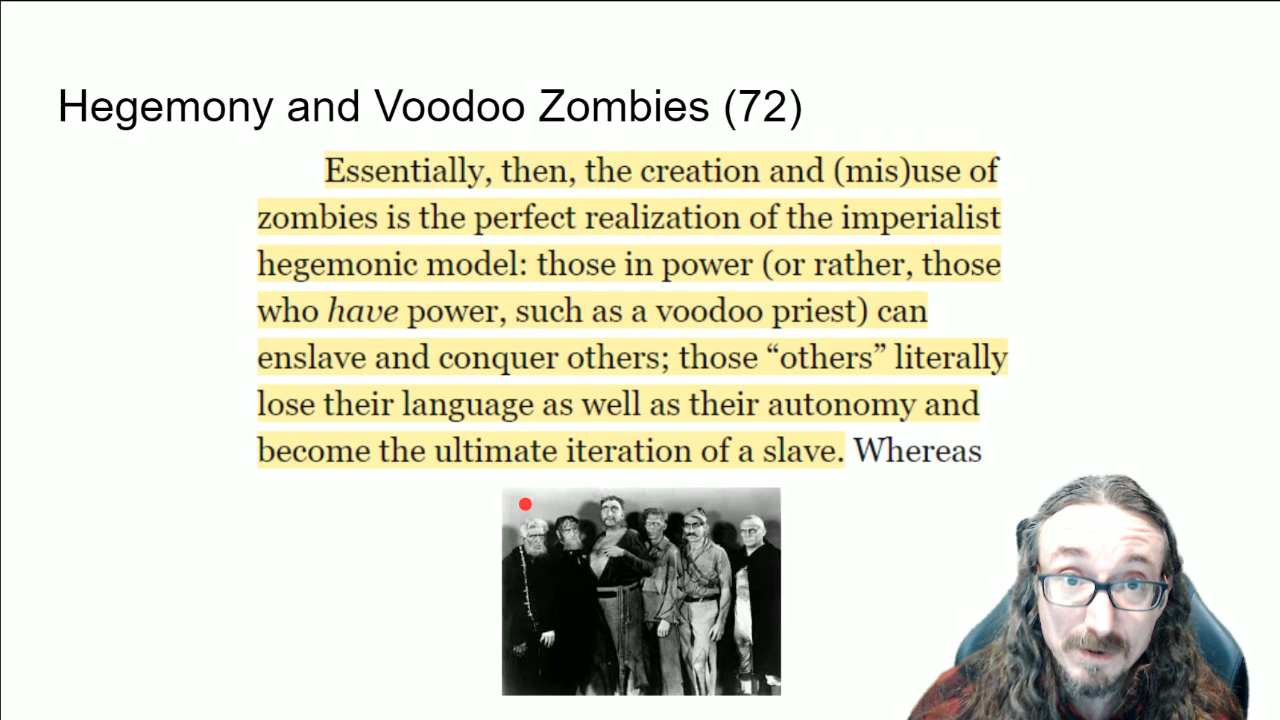 Hegemony and Voodoo Zombies (72)
Essentially, then, the creation and (mis)use of
zombies is the perfect realization of the imperialist
hegemonic model: those in power (or rather, those
who have power, such as a voodoo priest) can
enslave and conquer others; those “others” literally
lose their language as well as their autonomy and
become the ultimate iteration of a slave. Whereas